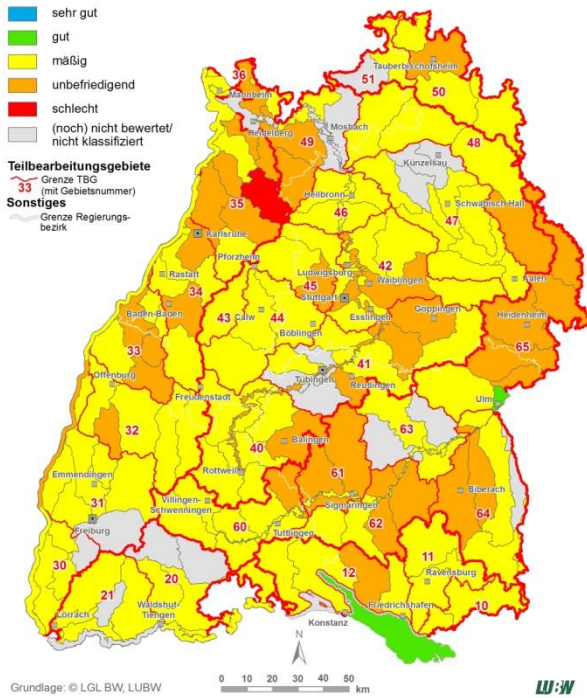 sehr gut
gut
mäßig
unbefriedigend
schlecht
(noch) nicht bewertet/
nicht klassifiziert
Teilbearbeitungsgebiete
33 Grenze TBG
(mit Gebietsnummer)
Sonstiges
Grenze Regierungs-
bezirk
Tauberbischofsheim
51
50
36
Mannheim
Heidelberg
Mosbach
49
48
Künzelsau
Heilbronn
46
Schwäbisch Hall
47
35
Karlsruhe
Pforzheim
Ludwigsburg
42
45
Waiblingen
Stuttgart
Aalen
Rastatt
34
Baden-Baden
43
Calw
44
Esslingen
Göppingen
Heidenheim
65
Böblingen
33
Offenburg
41
Tübingen
Reutlingen
Freudenstadt
Ulm
32
40
Balingen
63
Rottweil
61
Emmendingen
31
Villingen-
Schwenningen
Sigmaringen
Biberach
64
Freiburg
60
Tuttlingen
62
30
20
21
12
11
Ravensburg
Lörrach
Waldshut-
Tiengen
Konstanz
Friedrichshafen
10
N
0 10 20 30 40 50
km
Grundlage: © LGL BW, LUBW
LUBW